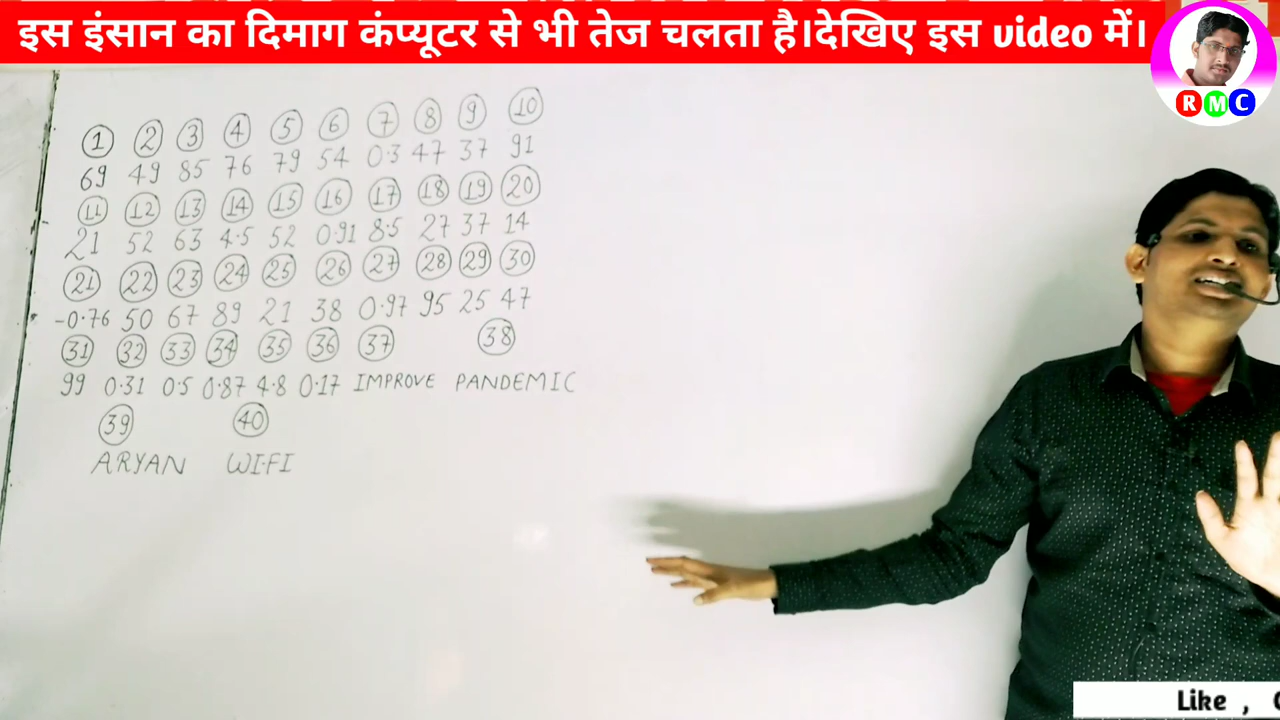 इस इंसान का दिमाग कंप्यूटर से भी तेज चलता है।देखिए इस video में।
RMC
1 2 3 4 5 6 7 8 9 10
69 49 85 76 79 54 0.3 47 37 91
11 12 13 14 15 16 17 18 19 20
21 52 63 4.5 52 0.91 8.5 27 37 14
21 22 23 24 25 26 27 28 29 30
-0.76 50 67 89 21 38 0.97 95 25 47
31 32 33 34 35 36 37 38
99 0.31 0.5 0.87 4.8 0.17 IMPROVE PANDEMIC
39 40
ARYAN WI.FI
Like ,